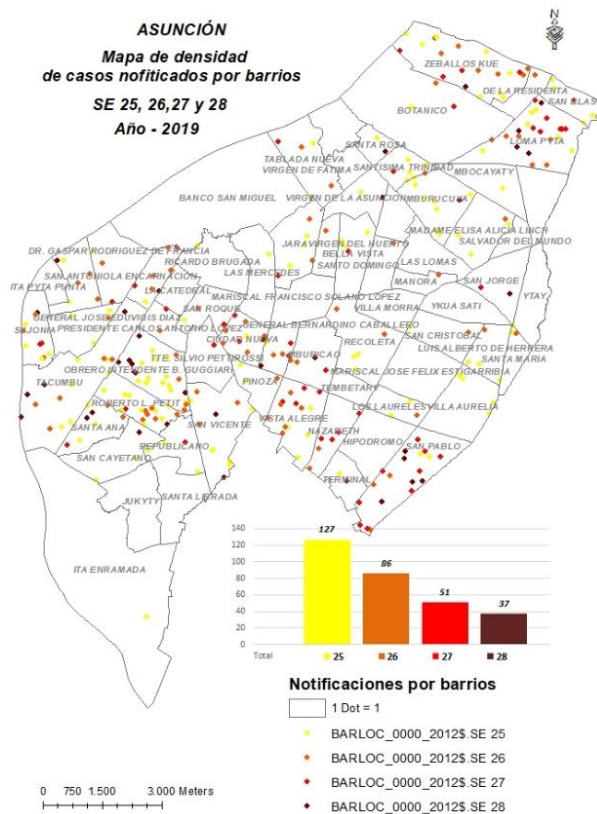 ASUNCIÓN
Mapa de densidad
de casos nofiticados por barrios
SE 25, 26,27 y 28
Año - 2019
N
ZEBALLOS KUE
DE LA RESIDENTA
SAN BLAS
BOTANICO
LOMA PYTA
SANTA ROSA
TABLADA NUEVA
SANTISIMA TRINIDAD
VIRGEN DE FATIMA
MBOCAYATY
BANCO SAN MIGUEL
VIRGEN DE LA ASUNCION
MBURUCUYA
MADAME ELISA ALICIA LINCH
SALVADOR DEL MUNDO
JARA
VIRGEN DEL HUERTO
DR. GASPAR RODRIGUEZ DE FRANCIA
RICARDO BRUGADA
BELLA VISTA
SANTO DOMINGO
LAS LOMAS
LAS MERCEDES
SAN ANTONIO
LA ENCARNACION
MANORA
SAN JORGE
ITA PYTA PUNTA
LA CATEDRAL
MARISCAL FRANCISCO SOLANO LOPEZ
YTAY
SAN ROQUE
VILLA MORRA
YKUA SATI
GENERAL JOSE EDUVIGIS DIAZ
SAJONIA
PRESIDENTE CARLOS ANTONIO LOPEZ
GENERAL BERNARDINO CABALLERO
CIUDAD NUEVA
RECOLETA
SAN CRISTOBAL
LUIS ALBERTO DE HERRERA
SANTA MARIA
TTE. SILVIO PETTIROSSI
MBURICAO
OBRERO INTENDENTE B. GUGGIARI
MARISCAL JOSE FELIX ESTIGARRIBIA
TACUMBU
PINOZA
TEMBETARY
ROBERTO L. PETIT
LOS LAURELES
VILLA AURELIA
SANTA ANA
SAN VICENTE
VISTA ALEGRE
NAZARETH
HIPODROMO
SAN PABLO
REPUBLICANO
SAN CAYETANO
TERMINAL
JUKYTY
SANTA LIBRADA
ITA ENRAMADA
140
120
100
80
60
40
20
0
127
86
51
37
Total
25
26
27
28
Notificaciones por barrios
1 Dot = 1
BARLOC_0000_2012$.SE 25
BARLOC_0000_2012$.SE 26
BARLOC_0000_2012$.SE 27
BARLOC_0000_2012$.SE 28
0 750 1.500 3.000 Meters